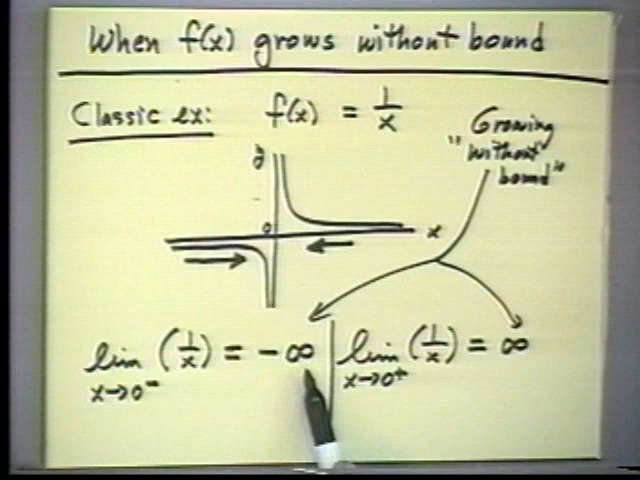 When f(x) grows without bound
Classic ex: f(x) = 1/x
"Growing
without
bound"
y
0
x
lim (1/x) = -∞
x→0⁻
lim (1/x) = ∞
x→0⁺